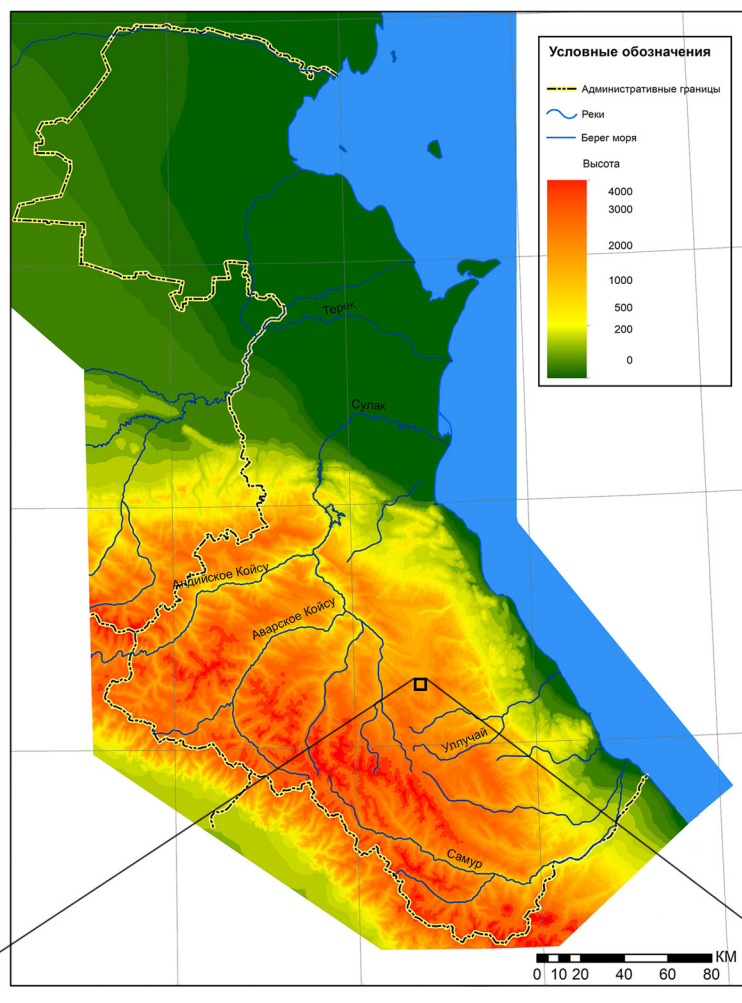 Условные обозначения
Административные границы
Реки
Берег моря
Высота
4000
3000
2000
1000
500
200
0
Терек
Сулак
Андийское Койсу
Аварское Койсу
Уллучай
Самур
КМ
0 10 20 40 60 80